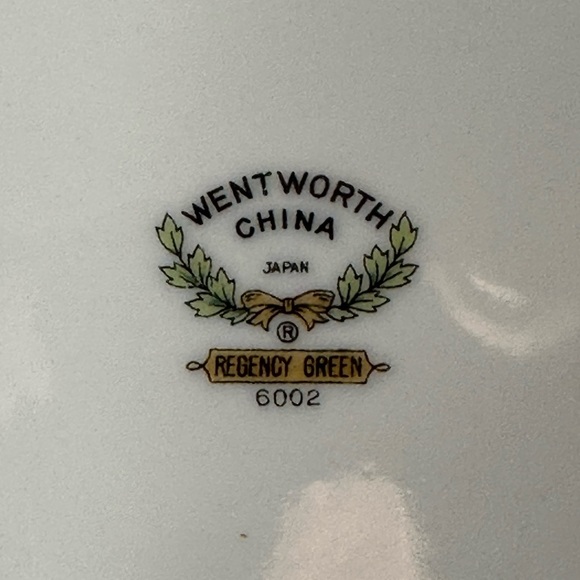 WENTWORTH
CHINA
JAPAN
®
REGENCY GREEN
6002